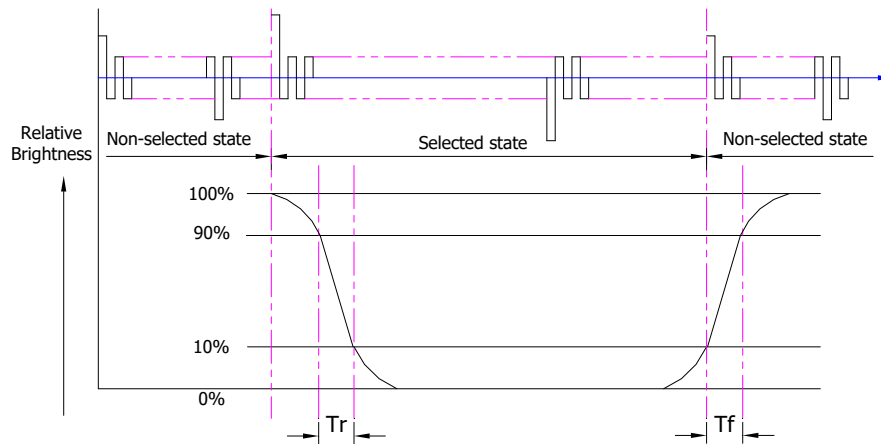 Relative
Brightness
Non-selected state
Selected state
Non-selected state
100%
90%
10%
0%
Tr
Tf